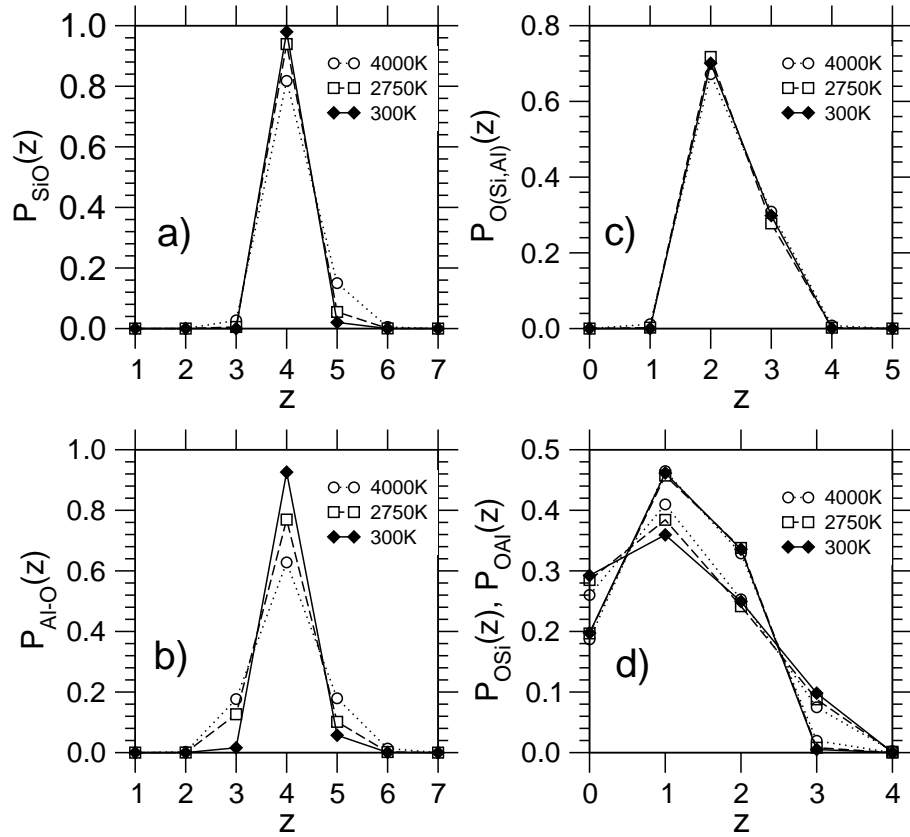 P_SiO(z)
1.0
0.8
0.6
0.4
0.2
0.0
4000K
2750K
300K
a)
1 2 3 4 5 6 7
z
P_O(Si,Al)(z)
0.8
0.6
0.4
0.2
0.0
4000K
2750K
300K
c)
0 1 2 3 4 5
z
P_Al-O(z)
1.0
0.8
0.6
0.4
0.2
0.0
4000K
2750K
300K
b)
1 2 3 4 5 6 7
z
P_OSi(z), P_OAl(z)
0.5
0.4
0.3
0.2
0.1
0.0
4000K
2750K
300K
d)
0 1 2 3 4
z